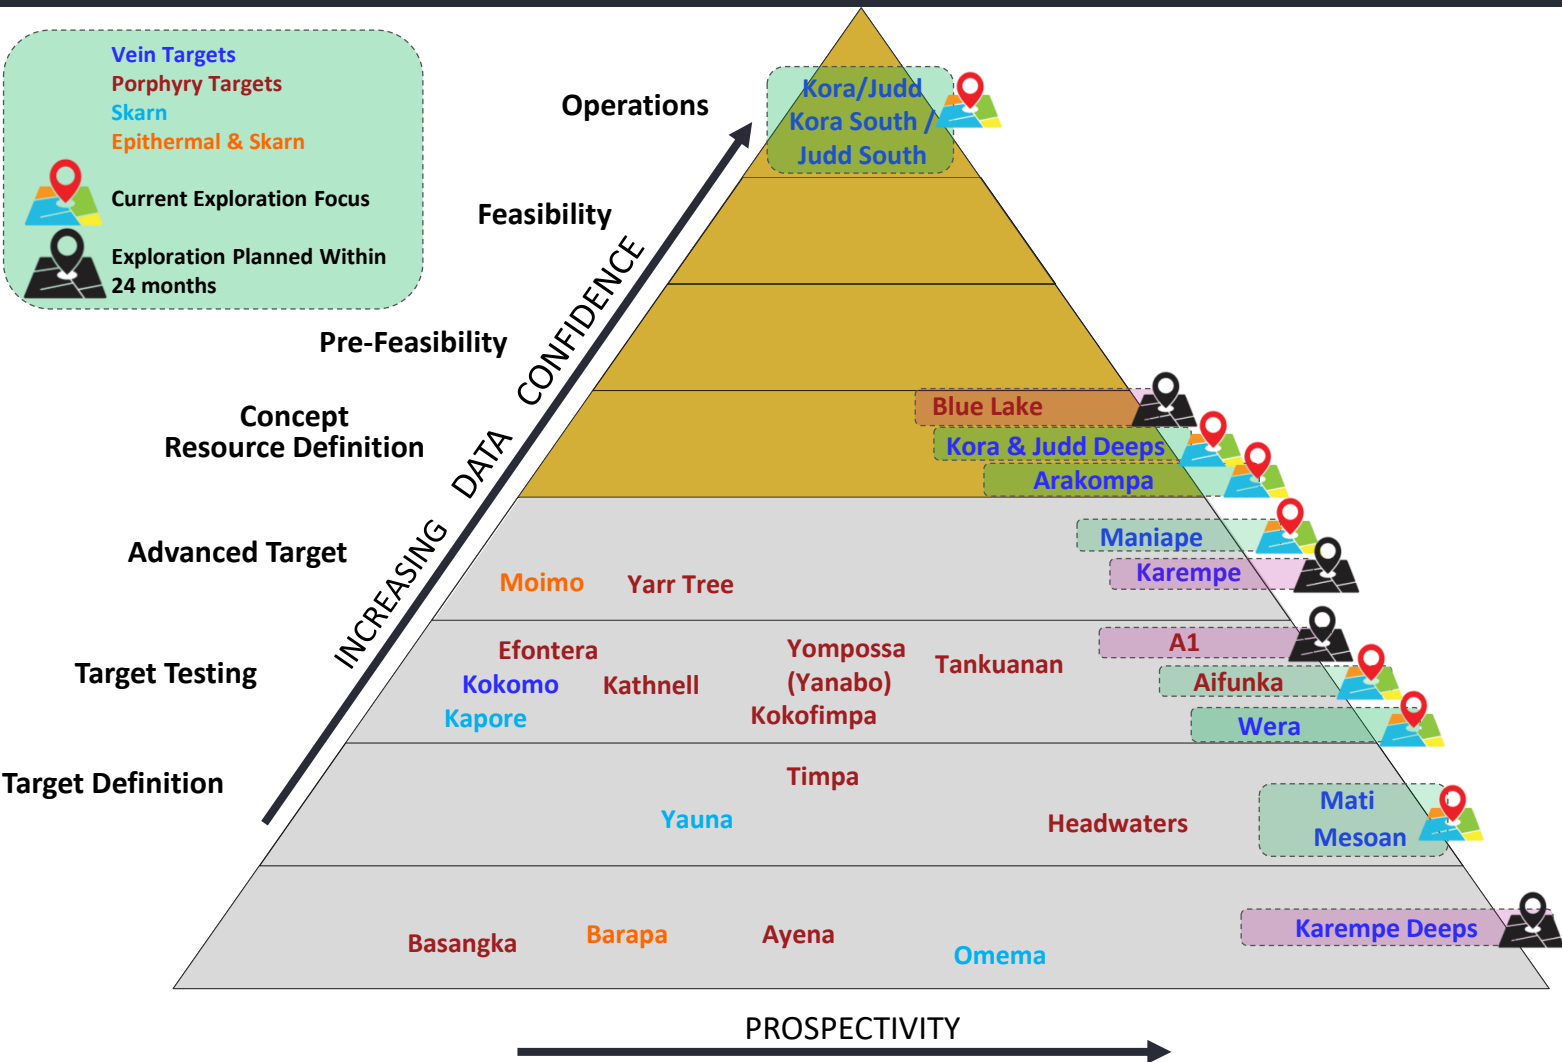 Vein Targets
Porphyry Targets
Skarn
Epithermal & Skarn
Current Exploration Focus
Exploration Planned Within
24 months
Operations
Kora/Judd
Kora South /
Judd South
Feasibility
Pre-Feasibility
INCREASING DATA CONFIDENCE
Concept
Resource Definition
Blue Lake
Kora & Judd Deeps
Arakompa
Advanced Target
Maniape
Karempe
Moimo
Yarr Tree
Target Testing
Efontera
Kokomo
Kapore
Kathnell
Yompossa
(Yanabo)
Kokofimpa
Tankuanan
A1
Aifunka
Wera
Target Definition
Timpa
Yauna
Headwaters
Mati
Mesoan
Basangka
Barapa
Ayena
Omema
Karempe Deeps
PROSPECTIVITY